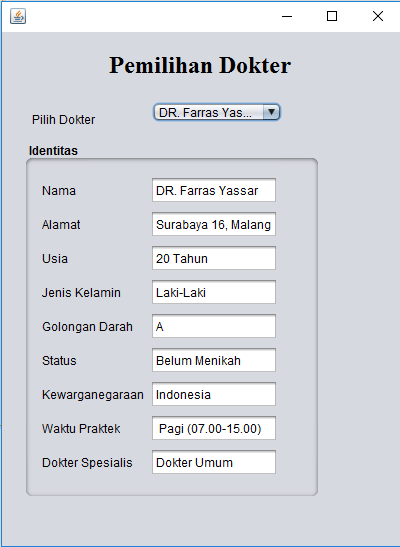 Pemilihan Dokter
Pilih Dokter DR. Farras Yas...
Identitas
Nama DR. Farras Yassar
Alamat Surabaya 16, Malang
Usia 20 Tahun
Jenis Kelamin Laki-Laki
Golongan Darah A
Status Belum Menikah
Kewarganegaraan Indonesia
Waktu Praktek Pagi (07.00-15.00)
Dokter Spesialis Dokter Umum